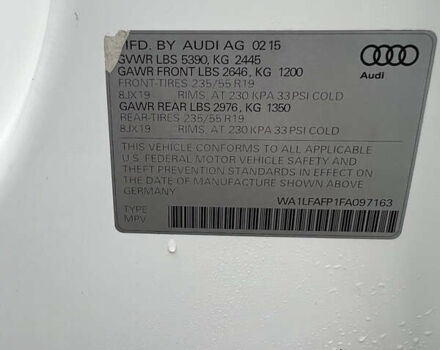 MFD. BY AUDI AG 02 15
GVWR LBS 5390, KG 2445
GAWR FRONT LBS 2646, KG 1200
FRONT-TIRES 235/55 R19
8JX19 RIMS, AT 230 KPA 33 PSI COLD
GAWR REAR LBS 2976, KG 1350
REAR-TIRES 235/55 R19
8JX19 RIMS, AT 230 KPA 33 PSI COLD
Audi
THIS VEHICLE CONFORMS TO ALL APPLICABLE
U.S. FEDERAL MOTOR VEHICLE SAFETY AND
THEFT PREVENTION STANDARDS IN EFFECT ON
DATE OF MANUFACTURE SHOWN ABOVE
GERMANY
WA1LFAFP1FA097163
TYPE
MPV